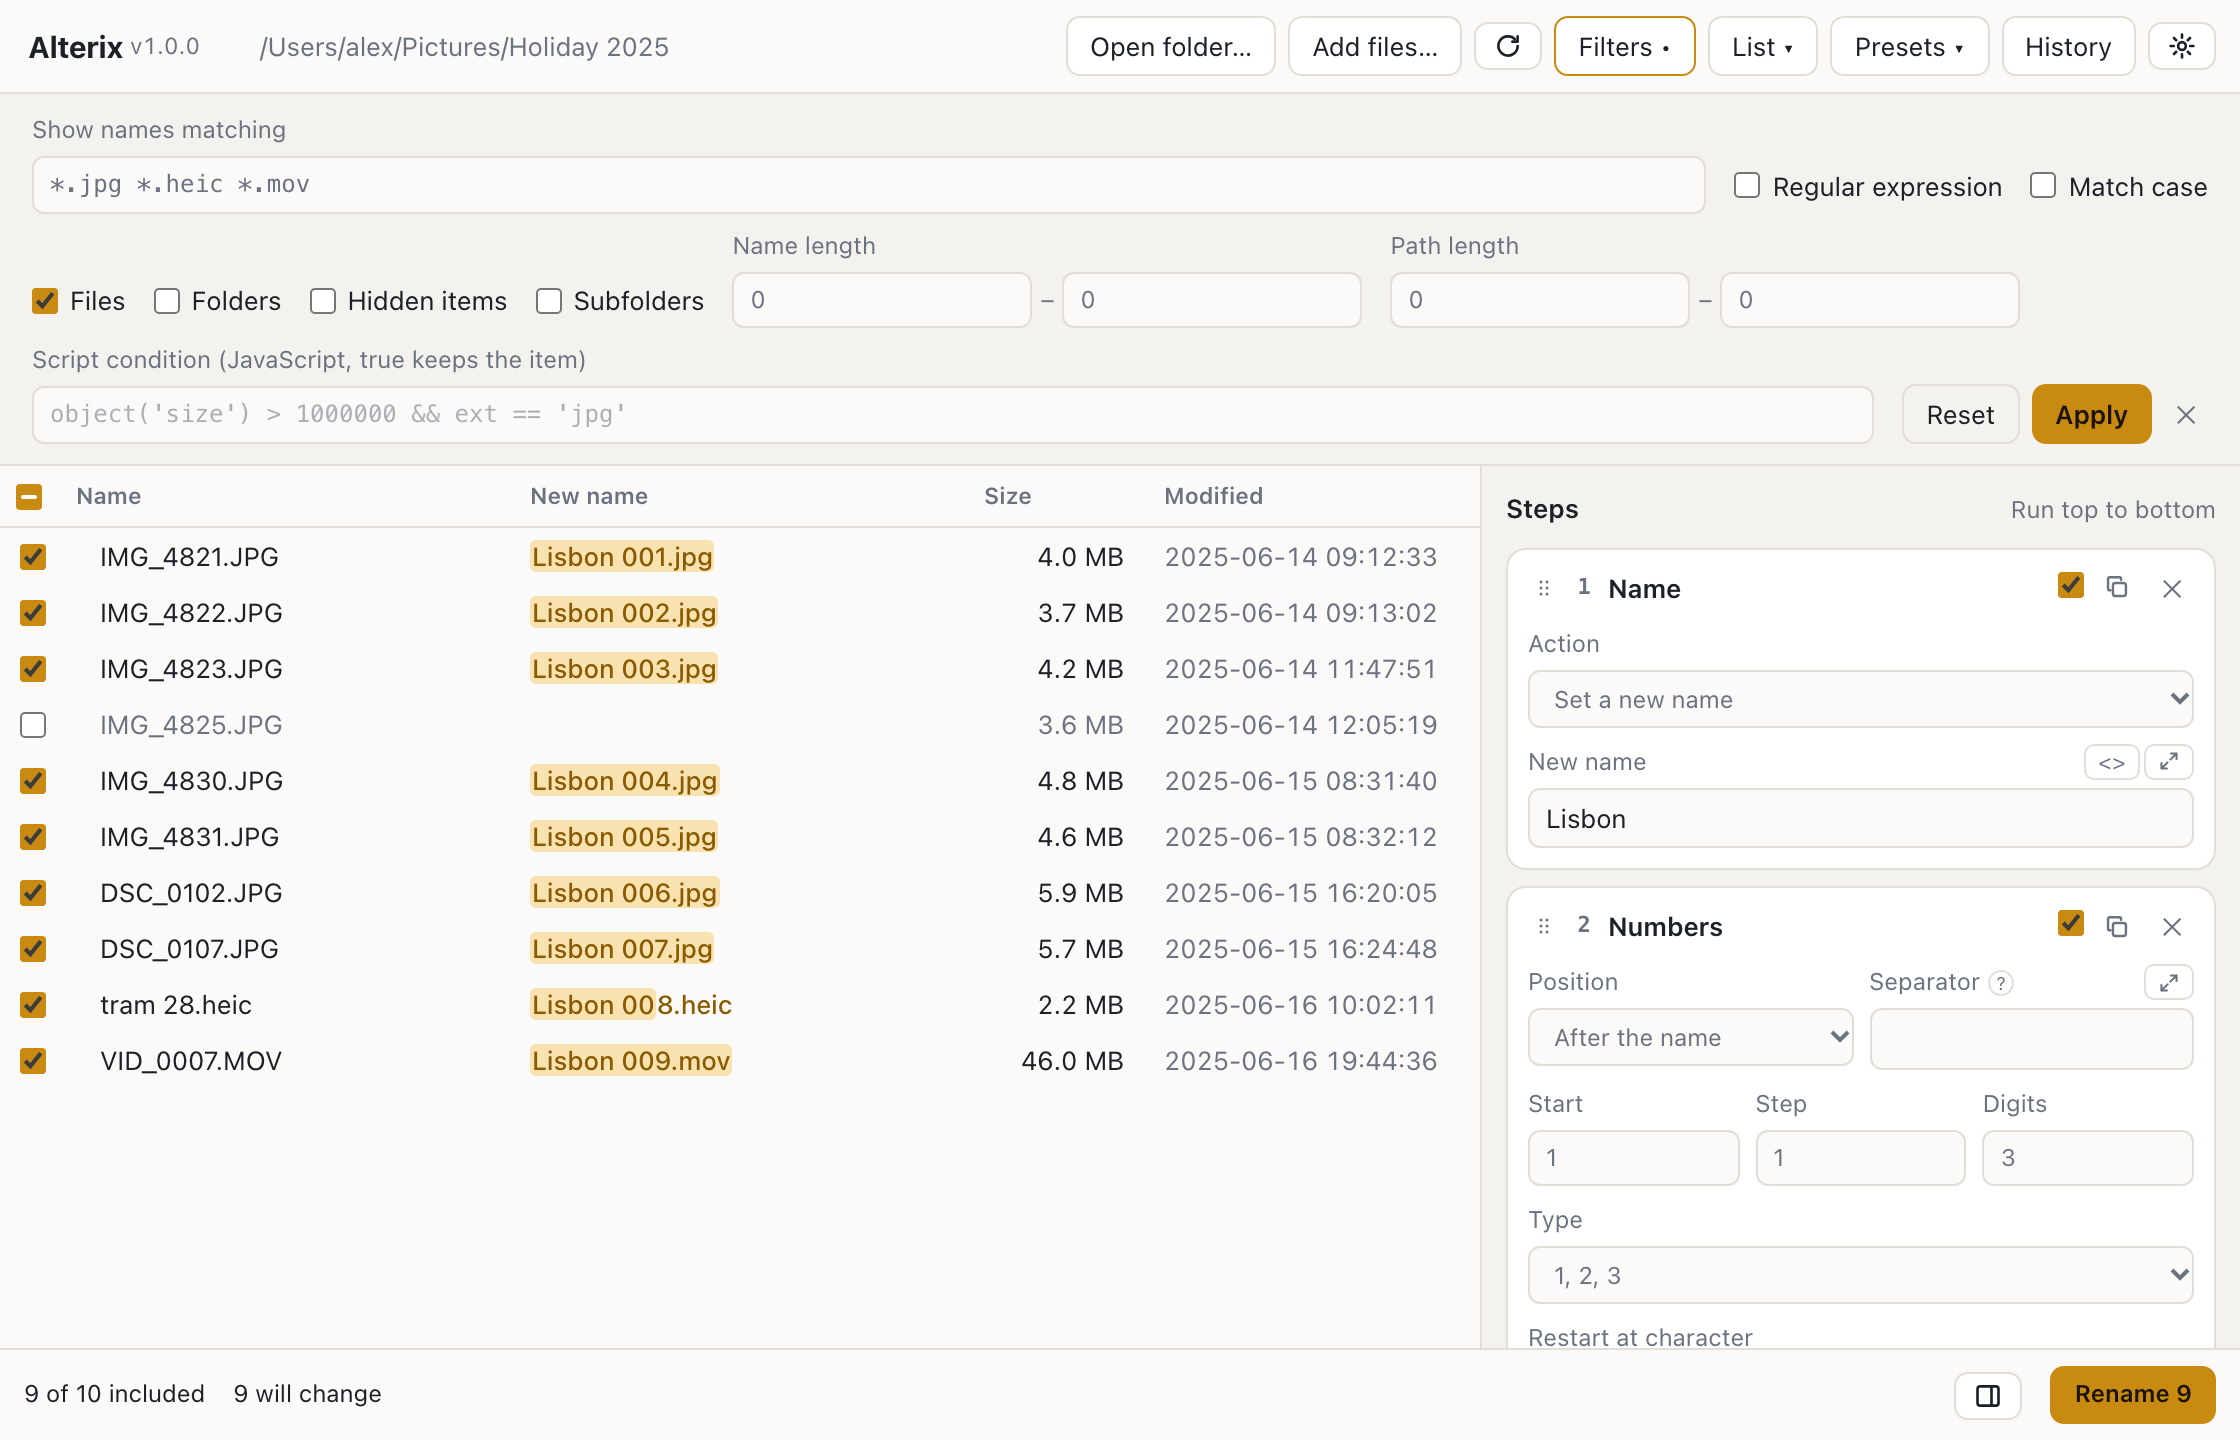 Alterix v1.0.0 /Users/alex/Pictures/Holiday 2025 Open folder... Add files... Filters • List ▾ Presets ▾ History
Show names matching
*.jpg *.heic *.mov Regular expression Match case
Name length Path length
Files Folders Hidden items Subfolders 0 – 0 0 – 0
Script condition (JavaScript, true keeps the item)
object('size') > 1000000 && ext == 'jpg' Reset Apply
Name New name Size Modified
IMG_4821.JPG Lisbon 001.jpg 4.0 MB 2025-06-14 09:12:33
IMG_4822.JPG Lisbon 002.jpg 3.7 MB 2025-06-14 09:13:02
IMG_4823.JPG Lisbon 003.jpg 4.2 MB 2025-06-14 11:47:51
IMG_4825.JPG 3.6 MB 2025-06-14 12:05:19
IMG_4830.JPG Lisbon 004.jpg 4.8 MB 2025-06-15 08:31:40
IMG_4831.JPG Lisbon 005.jpg 4.6 MB 2025-06-15 08:32:12
DSC_0102.JPG Lisbon 006.jpg 5.9 MB 2025-06-15 16:20:05
DSC_0107.JPG Lisbon 007.jpg 5.7 MB 2025-06-15 16:24:48
tram 28.heic Lisbon 008.heic 2.2 MB 2025-06-16 10:02:11
VID_0007.MOV Lisbon 009.mov 46.0 MB 2025-06-16 19:44:36
Steps Run top to bottom
1 Name
Action
Set a new name
New name <>
Lisbon
2 Numbers
Position Separator ?
After the name
Start Step Digits
1 1 3
Type
1, 2, 3
Restart at character
9 of 10 included 9 will change Rename 9